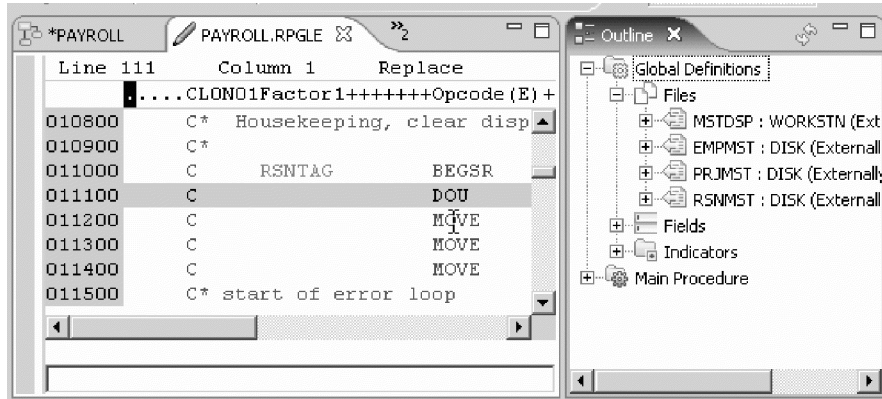 *PAYROLL PAYROLL.RPGLE »2
Line 111 Column 1 Replace
.....CL0N01Factor1+++++++Opcode(E)+
010800 C* Housekeeping, clear disp
010900 C*
011000 C RSNTAG BEGSR
011100 C DOU
011200 C MOVE
011300 C MOVE
011400 C MOVE
011500 C* start of error loop
Outline
Global Definitions
Files
MSTDSP : WORKSTN (Ext
EMPMST : DISK (Externall
PRJMST : DISK (Externally
RSNMST : DISK (Externall
Fields
Indicators
Main Procedure